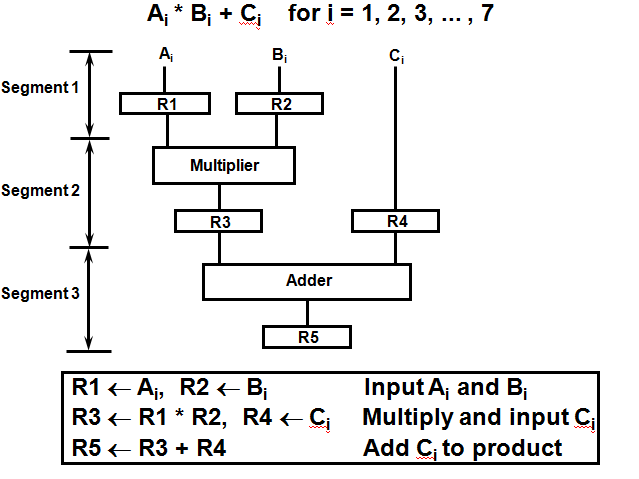 Ai * Bi + Ci    for i = 1, 2, 3, ... , 7
Ai Bi Ci
Segment 1
R1 R2
Multiplier
Segment 2
R3 R4
Adder
Segment 3
R5
R1 ← Ai, R2 ← Bi    Input Ai and Bi
R3 ← R1 * R2, R4 ← Ci    Multiply and input Ci
R5 ← R3 + R4    Add Ci to product